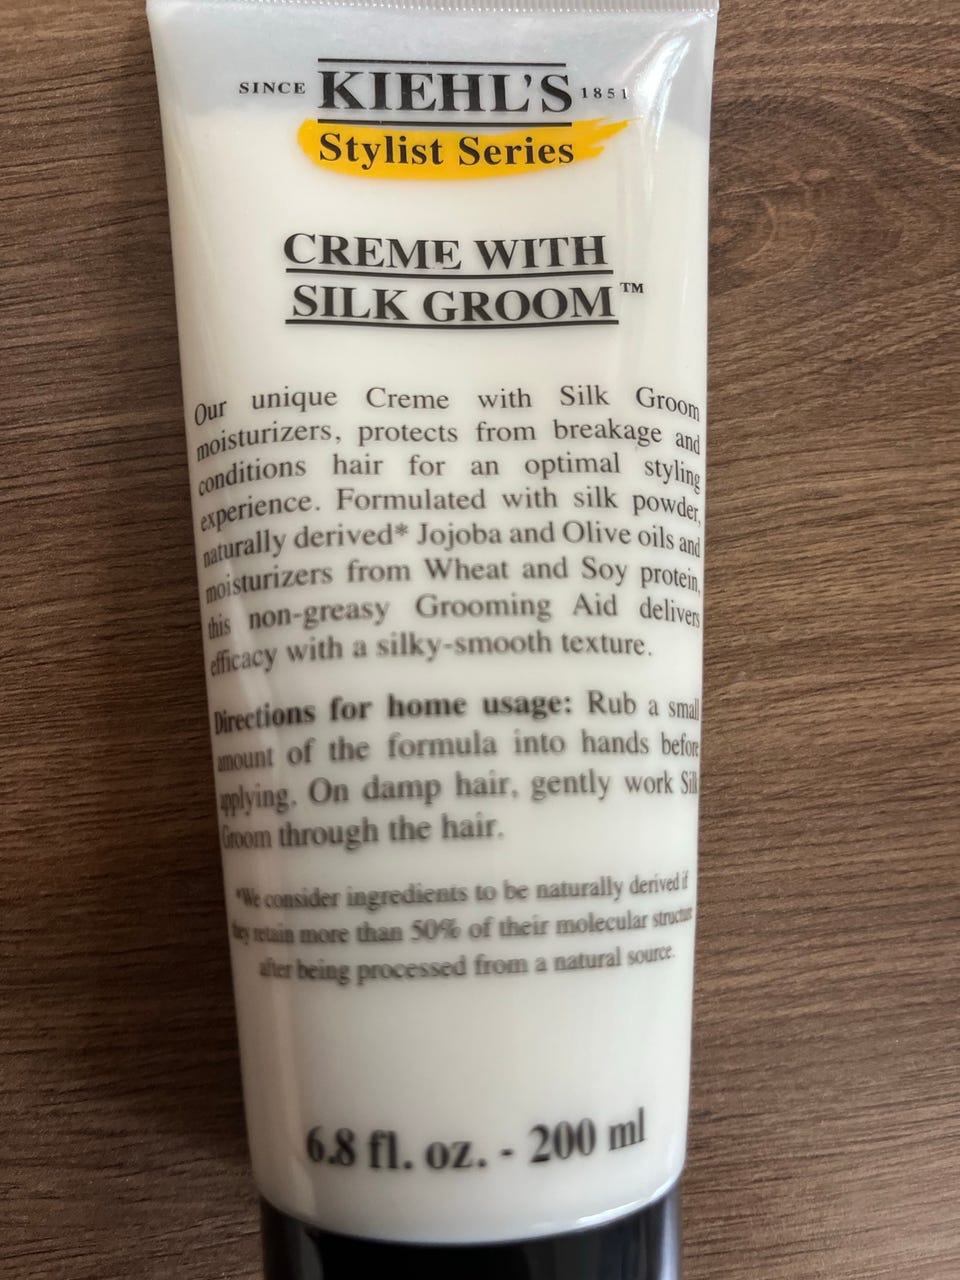 SINCE KIEHL'S 1851
Stylist Series
CREME WITH
SILK GROOM™
Our unique Creme with Silk Groom
moisturizers, protects from breakage and
conditions hair for an optimal styling
experience. Formulated with silk powder,
naturally derived* Jojoba and Olive oils and
moisturizers from Wheat and Soy protein,
this non-greasy Grooming Aid delivers
efficacy with a silky-smooth texture.
Directions for home usage: Rub a small
amount of the formula into hands before
applying. On damp hair, gently work Silk
Groom through the hair.
*We consider ingredients to be naturally derived if
they retain more than 50% of their molecular structure
after being processed from a natural source.
6.8 fl. oz. - 200 ml